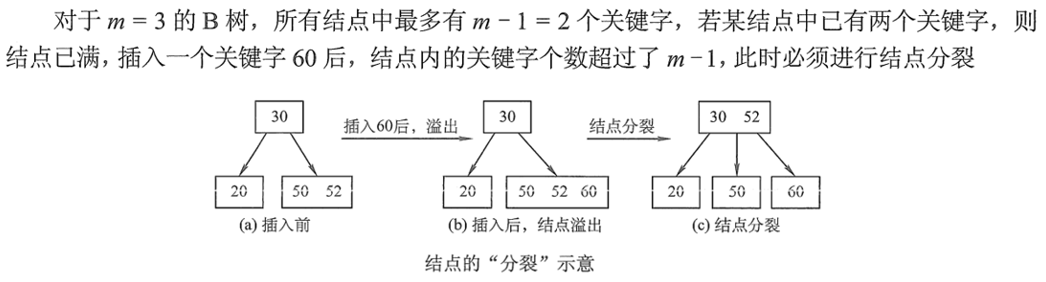 对于 m = 3 的 B 树，所有结点中最多有 m − 1 = 2 个关键字，若某结点中已有两个关键字，则
结点已满，插入一个关键字 60 后，结点内的关键字个数超过了 m −1，此时必须进行结点分裂
30 插入60后，溢出 30 结点分裂 30 52
20 50 52 20 50 52 60 20 50 60
(a) 插入前 (b) 插入后，结点溢出 (c) 结点分裂
结点的“分裂”示意